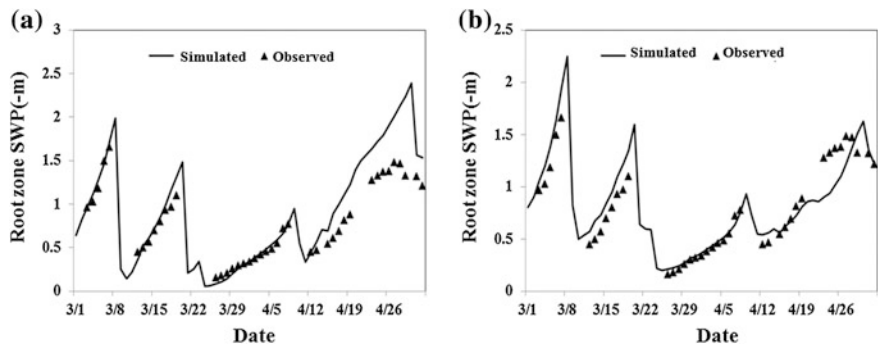 (a)
3
2.5
2
1.5
1
0.5
0
Root zone SWP(-m)
Simulated Observed
3/1 3/8 3/15 3/22 3/29 4/5 4/12 4/19 4/26
Date
(b)
2.5
2
1.5
1
0.5
0
Root zone SWP(-m)
Simulated Observed
3/1 3/8 3/15 3/22 3/29 4/5 4/12 4/19 4/26
Date